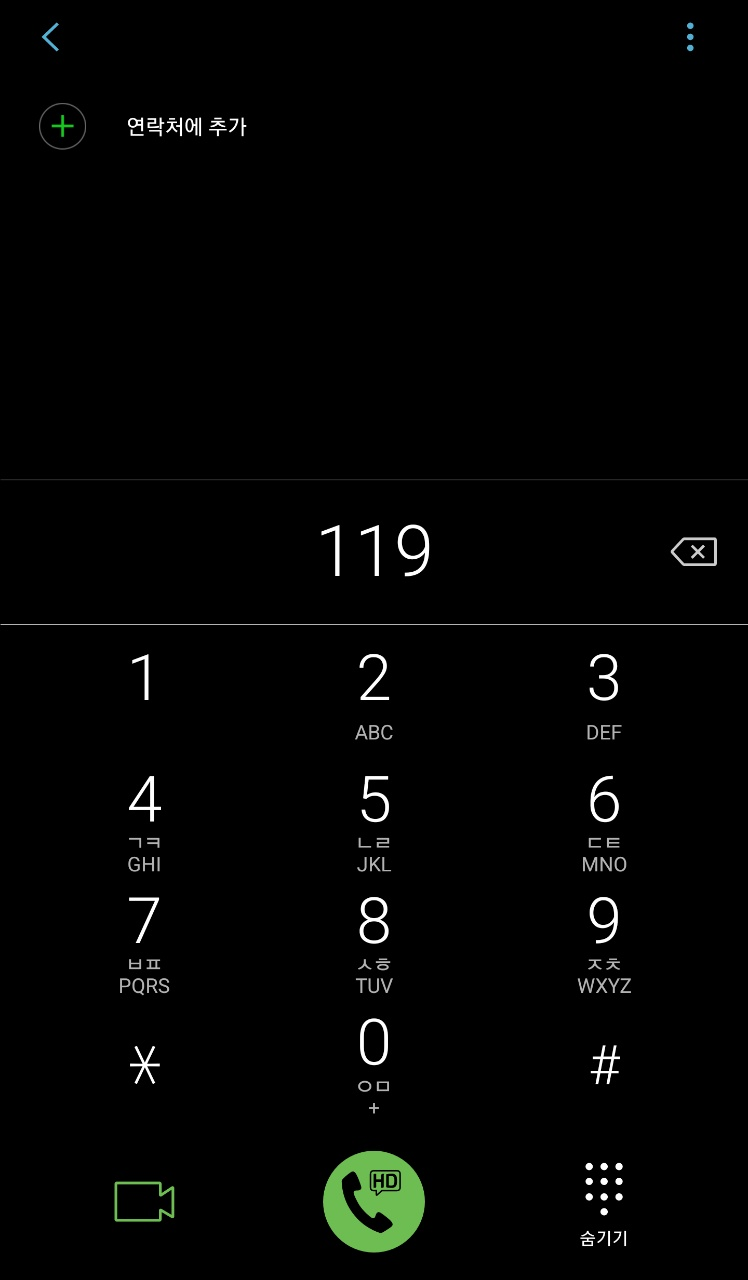 연락처에 추가
119
1 2 3
ABC DEF
4 5 6
ㄱㅋ ㄴㄹ ㄷㅌ
GHI JKL MNO
7 8 9
ㅂㅍ ㅅㅎ ㅈㅊ
PQRS TUV WXYZ
* 0 #
ㅇㅁ
+
HD
숨기기